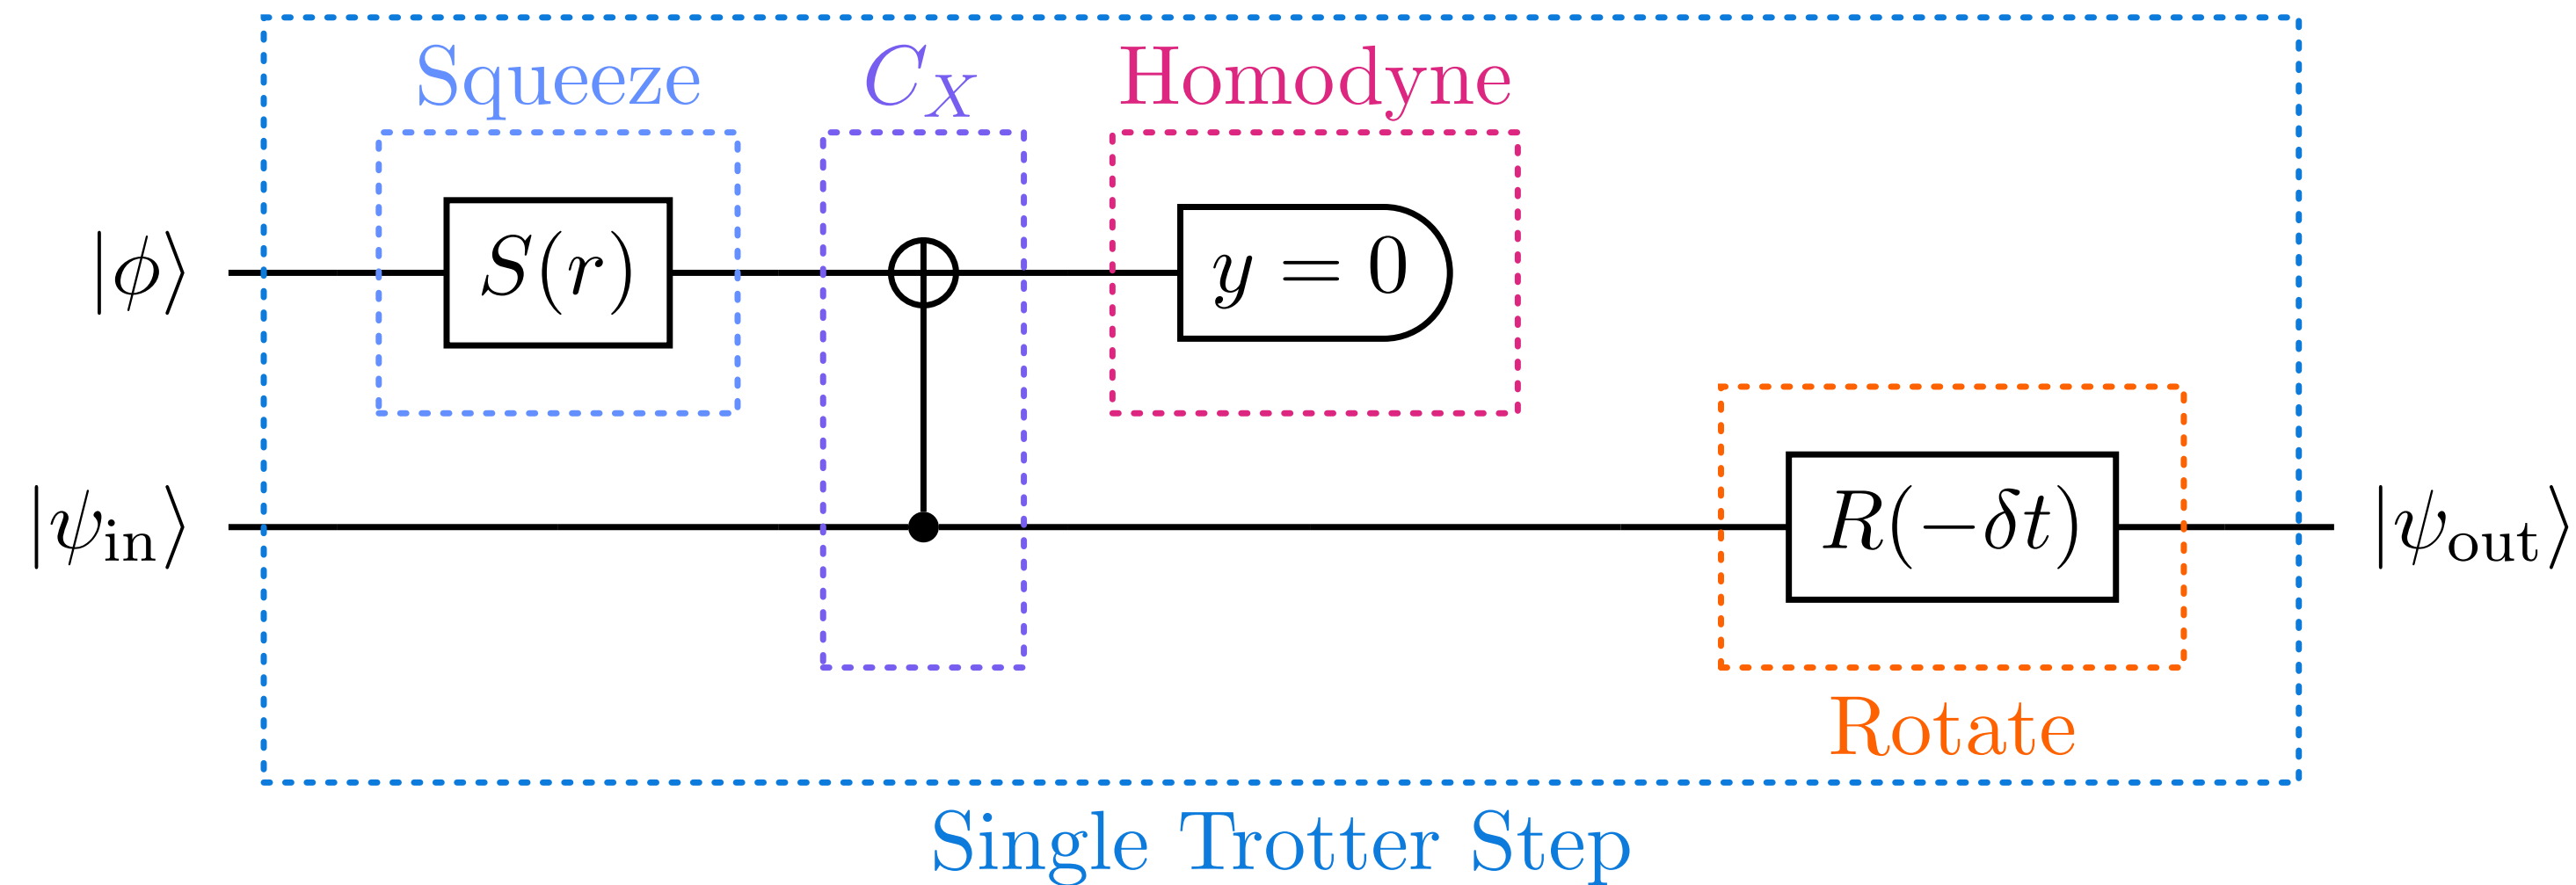 Squeeze
C_X
Homodyne
|ϕ⟩
S(r)
y = 0
|ψ_in⟩
R(−δt)
|ψ_out⟩
Rotate
Single Trotter Step